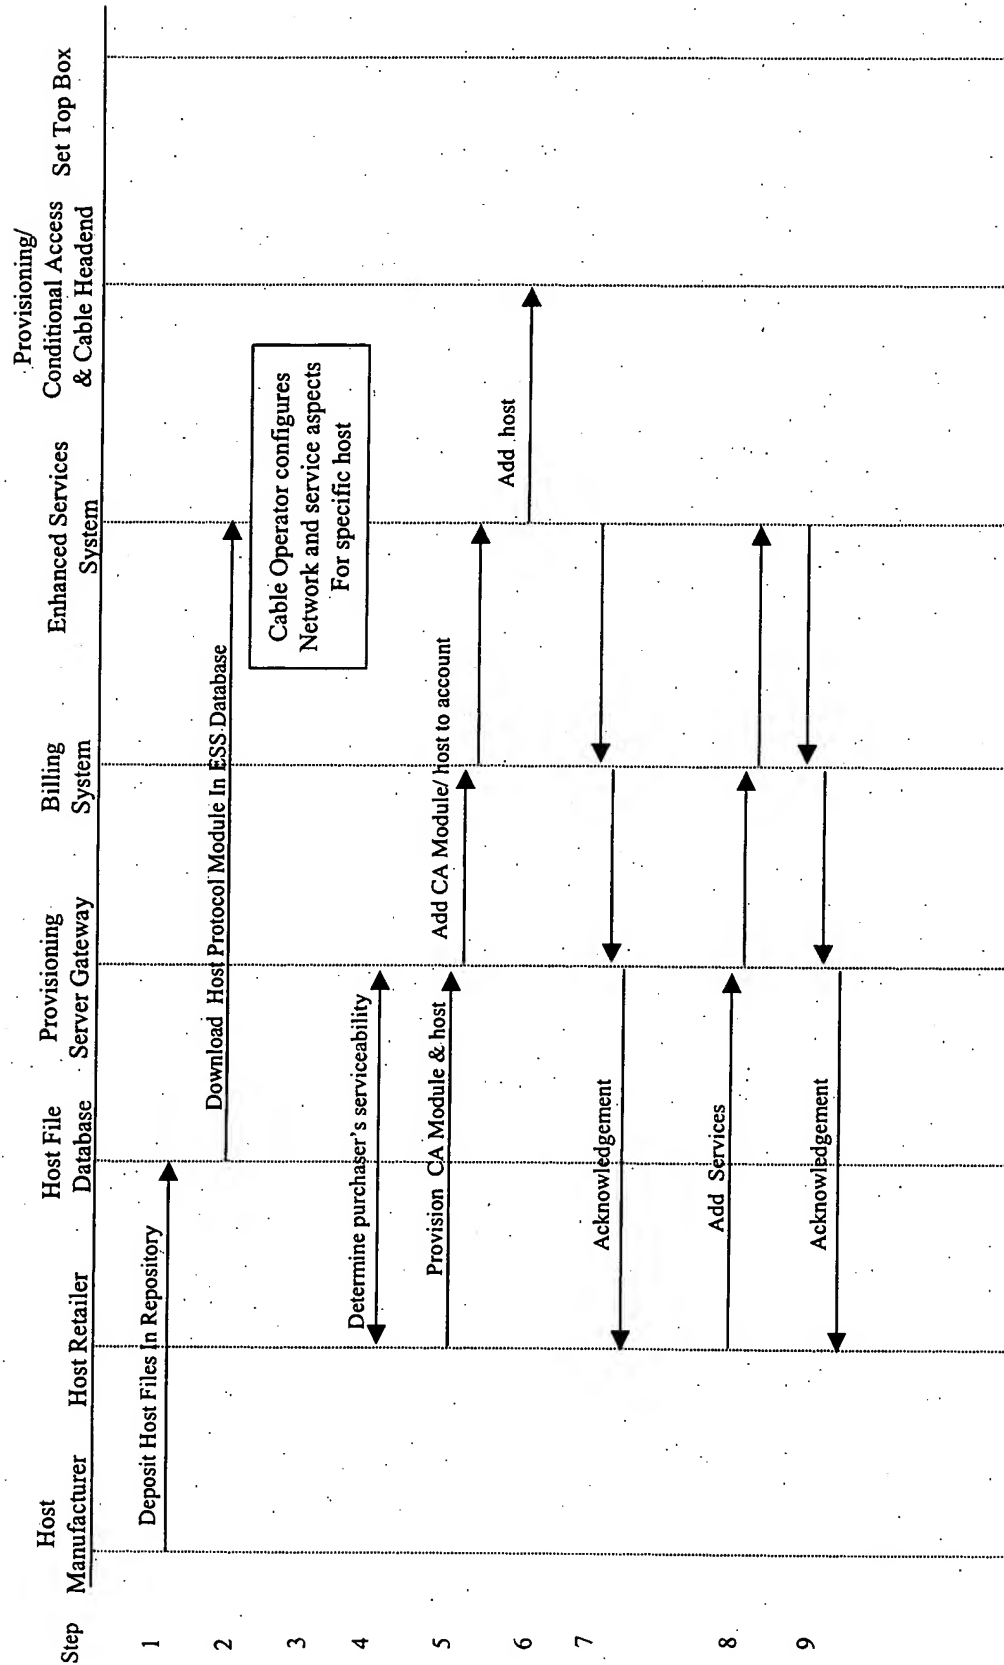 Step
Host
Manufacturer
Host Retailer
Host File
Database
Provisioning
Server Gateway
Billing
System
Enhanced Services
System
Provisioning/
Conditional Access
& Cable Headend
Set Top Box
1
Deposit Host Files In Repository
2
Download Host Protocol Module In ESS Database
3
Cable Operator configures
Network and service aspects
For specific host
4
Determine purchaser's serviceability
5
Provision CA Module & host
Add CA Module/ host to account
6
Add host
7
Acknowledgement
8
Add Services
9
Acknowledgement